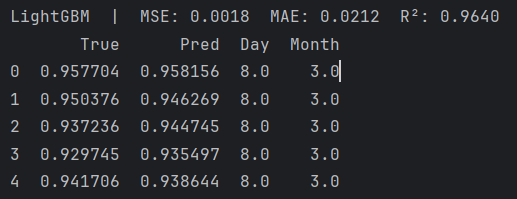 LightGBM  |  MSE: 0.0018  MAE: 0.0212  R²: 0.9640
True      Pred  Day  Month
0  0.957704  0.958156  8.0    3.0
1  0.950376  0.946269  8.0    3.0
2  0.937236  0.944745  8.0    3.0
3  0.929745  0.935497  8.0    3.0
4  0.941706  0.938644  8.0    3.0